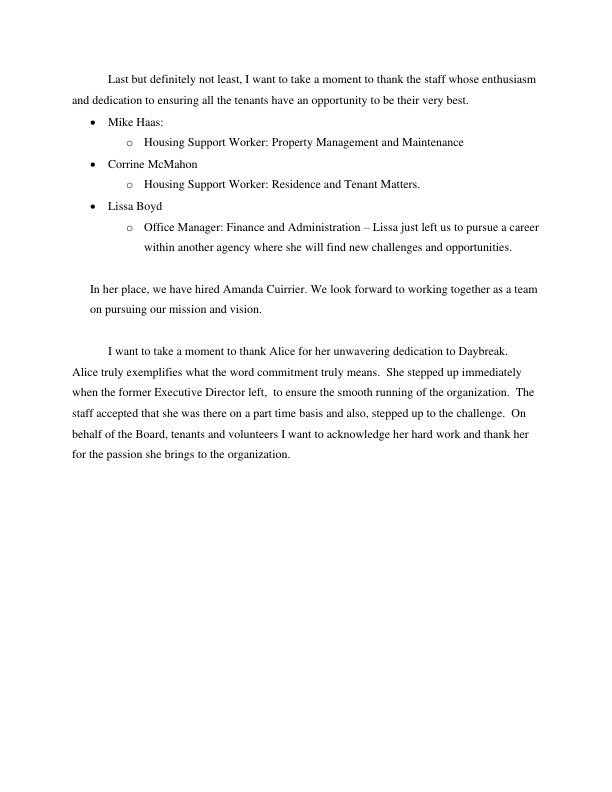 Last but definitely not least, I want to take a moment to thank the staff whose enthusiasm
and dedication to ensuring all the tenants have an opportunity to be their very best.
• Mike Haas:
o Housing Support Worker: Property Management and Maintenance
• Corrine McMahon
o Housing Support Worker: Residence and Tenant Matters.
• Lissa Boyd
o Office Manager: Finance and Administration – Lissa just left us to pursue a career
within another agency where she will find new challenges and opportunities.
In her place, we have hired Amanda Cuirrier. We look forward to working together as a team
on pursuing our mission and vision.
I want to take a moment to thank Alice for her unwavering dedication to Daybreak.
Alice truly exemplifies what the word commitment truly means.  She stepped up immediately
when the former Executive Director left,  to ensure the smooth running of the organization.  The
staff accepted that she was there on a part time basis and also, stepped up to the challenge.  On
behalf of the Board, tenants and volunteers I want to acknowledge her hard work and thank her
for the passion she brings to the organization.